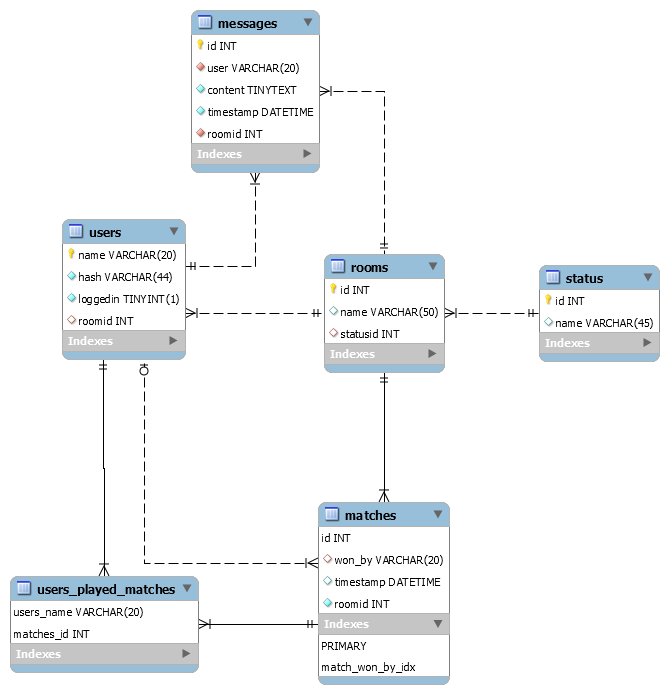 messages
id INT
user VARCHAR(20)
content TINYTEXT
timestamp DATETIME
roomid INT
Indexes
users
name VARCHAR(20)
hash VARCHAR(44)
loggedin TINYINT(1)
roomid INT
Indexes
rooms
id INT
name VARCHAR(50)
statusid INT
Indexes
status
id INT
name VARCHAR(45)
Indexes
matches
id INT
won_by VARCHAR(20)
timestamp DATETIME
roomid INT
Indexes
PRIMARY
match_won_by_idx
users_played_matches
users_name VARCHAR(20)
matches_id INT
Indexes